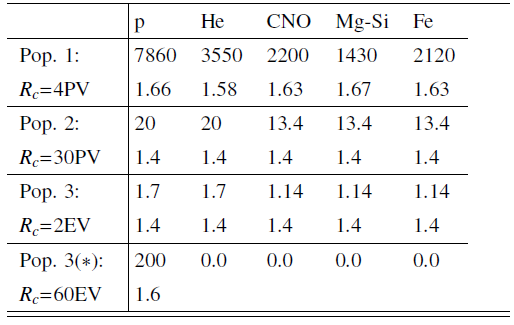 p He CNO Mg-Si Fe
Pop. 1: 7860 3550 2200 1430 2120
Rc=4PV 1.66 1.58 1.63 1.67 1.63
Pop. 2: 20 20 13.4 13.4 13.4
Rc=30PV 1.4 1.4 1.4 1.4 1.4
Pop. 3: 1.7 1.7 1.14 1.14 1.14
Rc=2EV 1.4 1.4 1.4 1.4 1.4
Pop. 3(*): 200 0.0 0.0 0.0 0.0
Rc=60EV 1.6